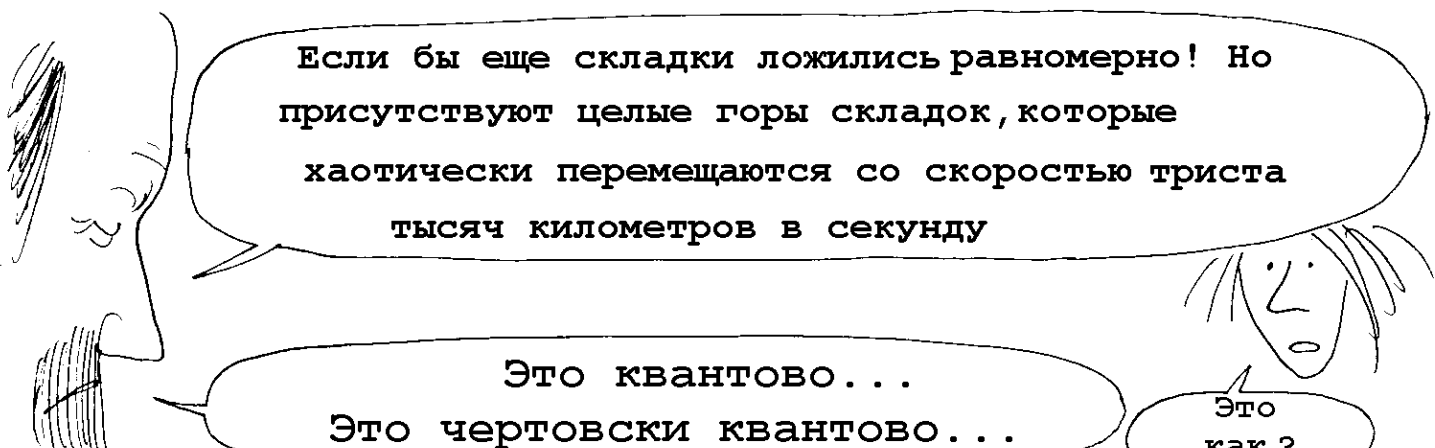 Если бы еще складки ложились равномерно! Но
присутствуют целые горы складок, которые
хаотически перемещаются со скоростью триста
тысяч километров в секунду
Это квантово...
Это чертовски квантово...
Это
как?